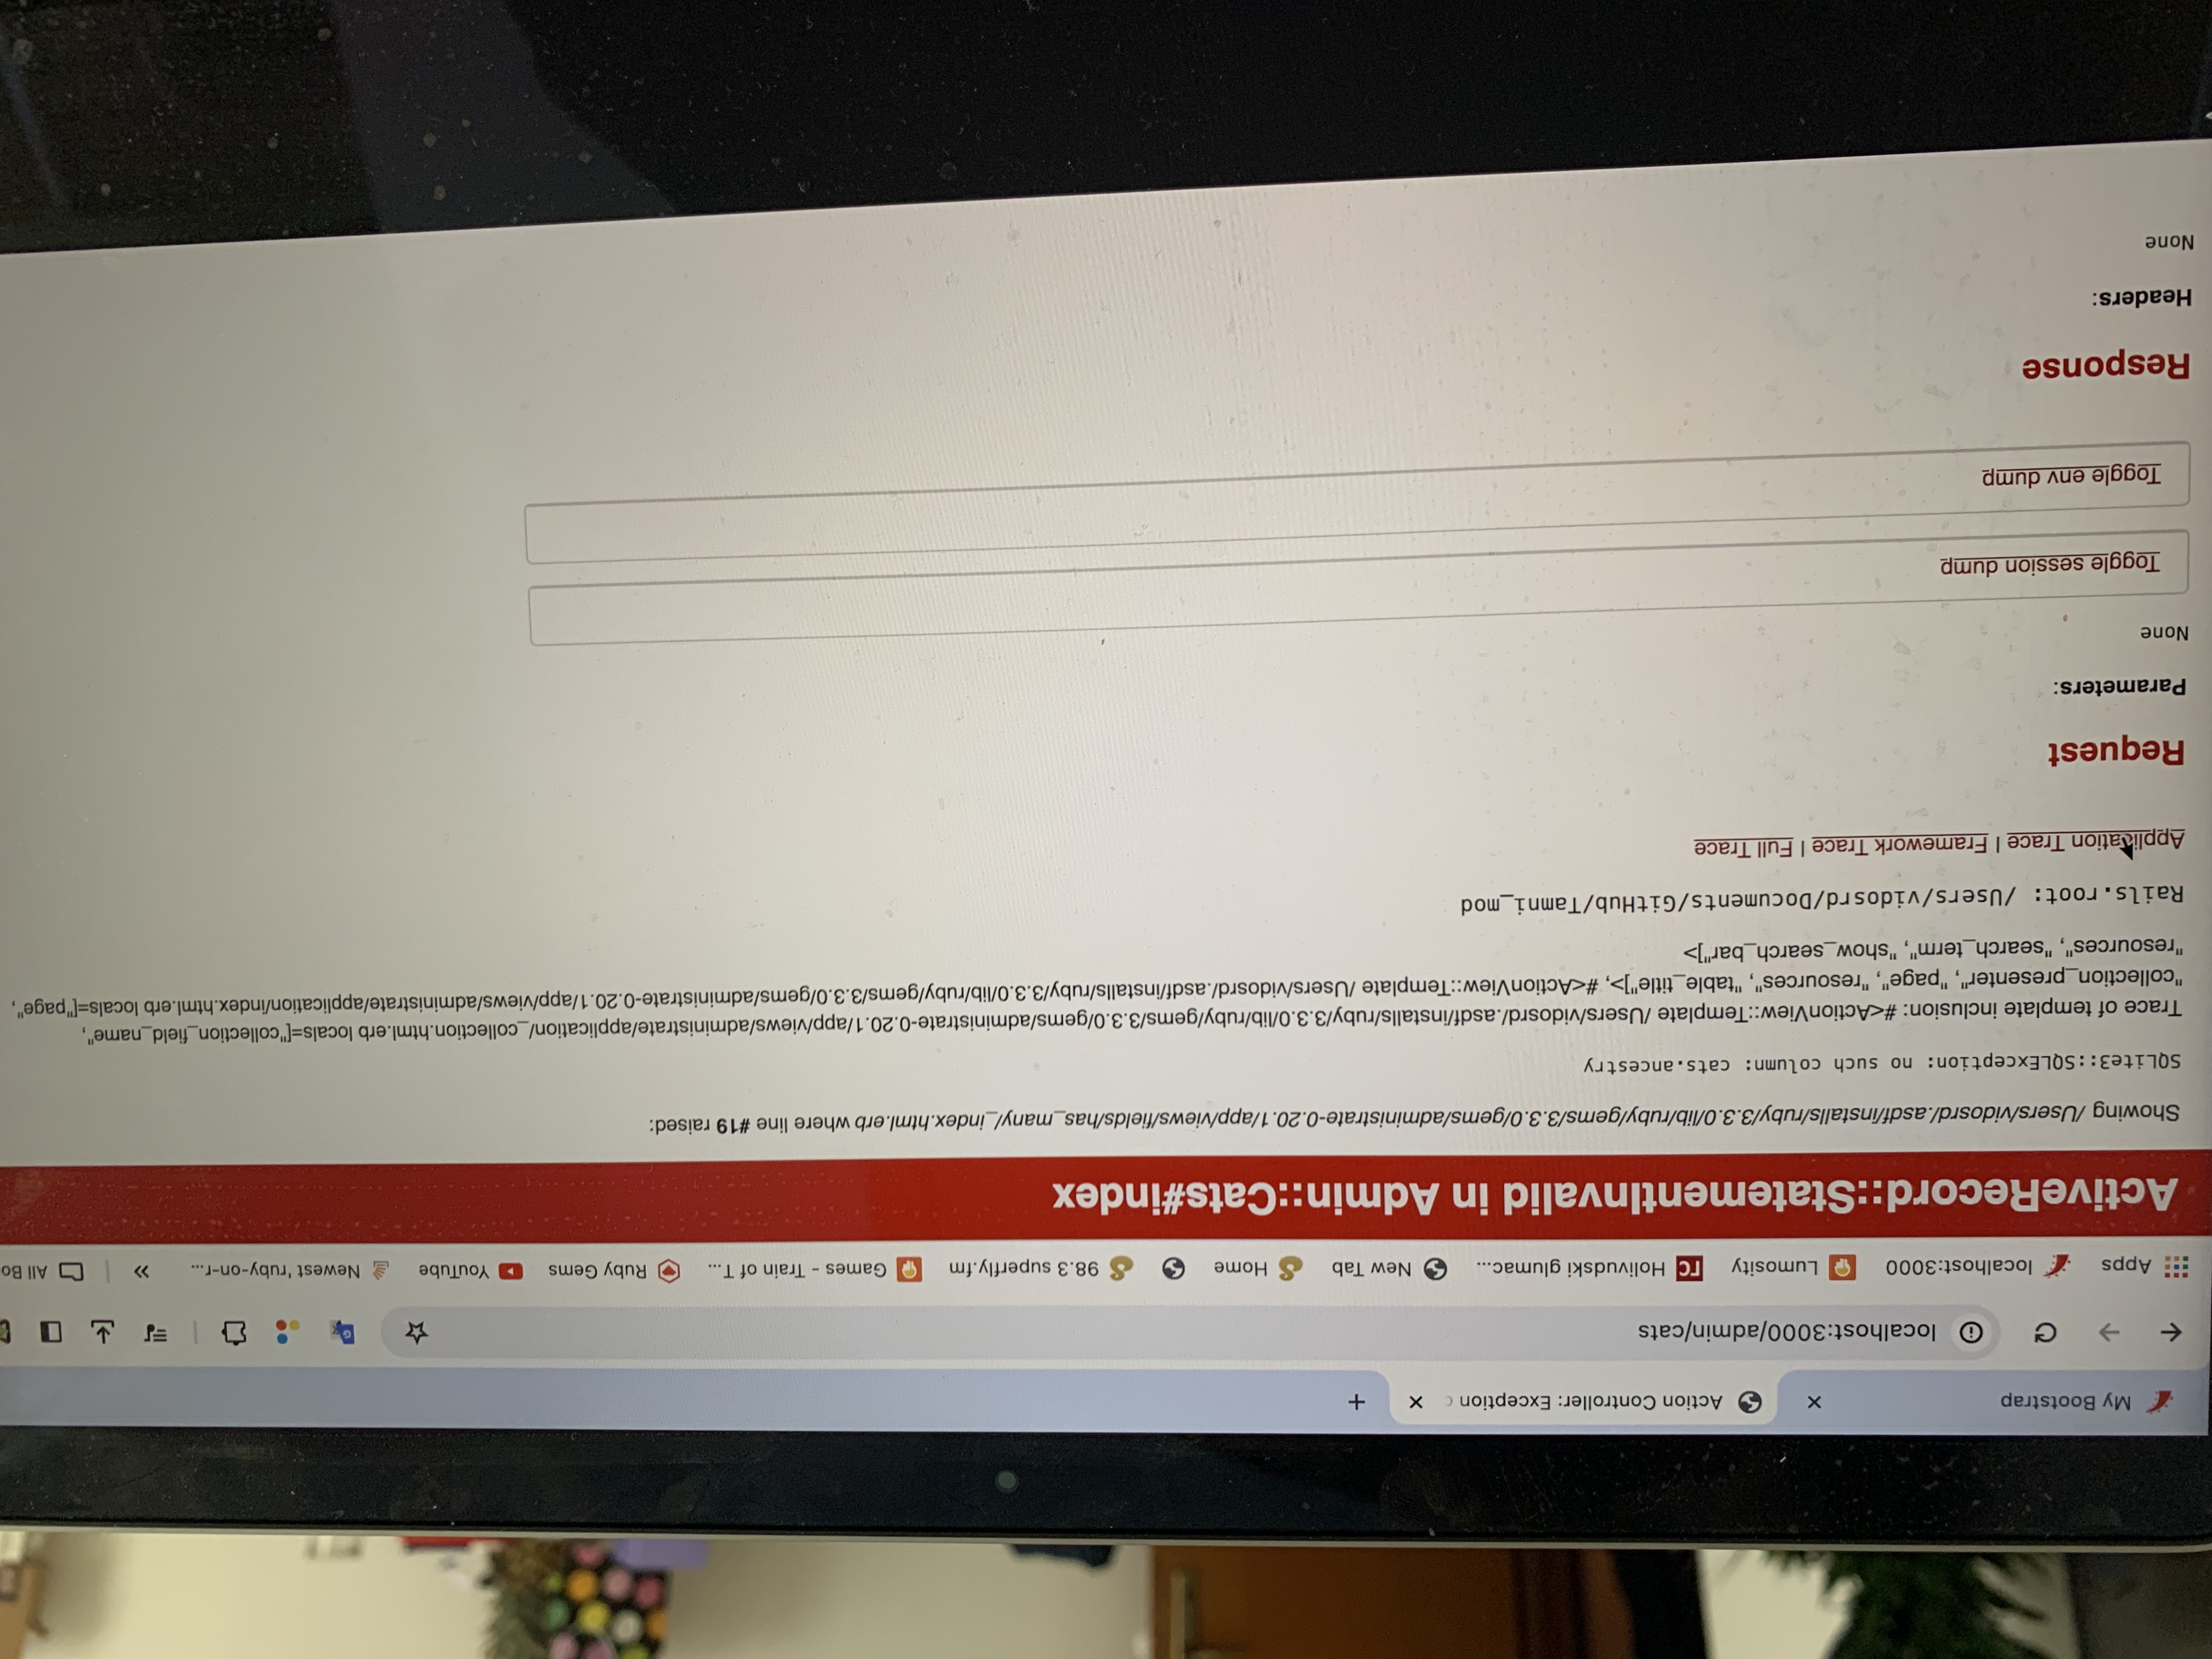 My Bootstrap
Action Controller: Exception
localhost:3000/admin/cats
Apps localhost:3000 Lumosity rc Holivudski glumac... New Tab Home 98.3 superfly.fm Games - Train of T... Ruby Gems YouTube Newest 'ruby-on-r... » All Bo
ActiveRecord::StatementInvalid in Admin::Cats#index
Showing /Users/vidosrd/.asdf/installs/ruby/3.3.0/lib/ruby/gems/3.3.0/gems/administrate-0.20.1/app/views/fields/has_many/_index.html.erb where line #19 raised:
SQLite3::SQLException: no such column: cats.ancestry
Trace of template inclusion: #<ActionView::Template /Users/vidosrd/.asdf/installs/ruby/3.3.0/lib/ruby/gems/3.3.0/gems/administrate-0.20.1/app/views/administrate/application/_collection.html.erb locals=["collection_field_name",
"collection_presenter", "page", "resources", "table_title"]>, #<ActionView::Template /Users/vidosrd/.asdf/installs/ruby/3.3.0/lib/ruby/gems/3.3.0/gems/administrate-0.20.1/app/views/administrate/application/index.html.erb locals=["page",
"resources", "search_term", "show_search_bar"]>
Rails.root: /Users/vidosrd/Documents/GitHub/Tamni_mod
Application Trace | Framework Trace | Full Trace
Request
Parameters:
None
Toggle session dump
Toggle env dump
Response
Headers:
None